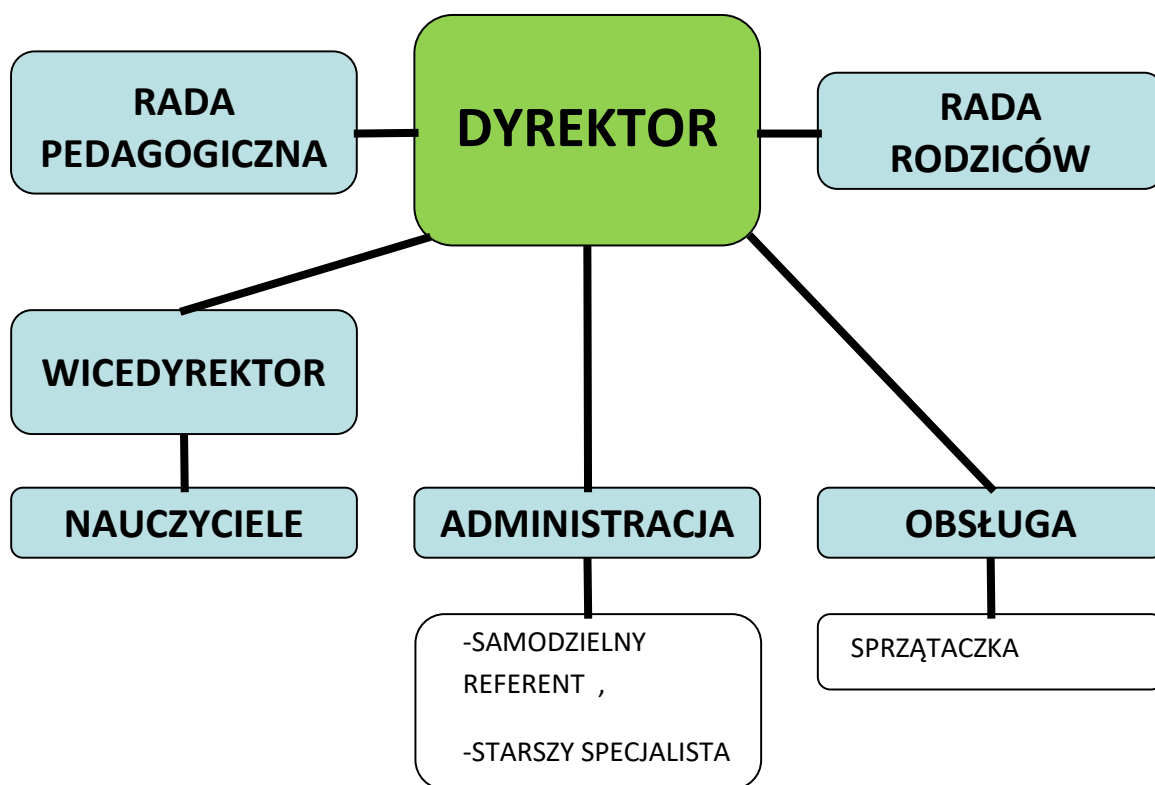 RADA
PEDAGOGICZNA
DYREKTOR
RADA
RODZICÓW
WICEDYREKTOR
NAUCZYCIELE
ADMINISTRACJA
OBSŁUGA
-SAMODZIELNY
REFERENT ,
-STARSZY SPECJALISTA
SPRZĄTACZKA